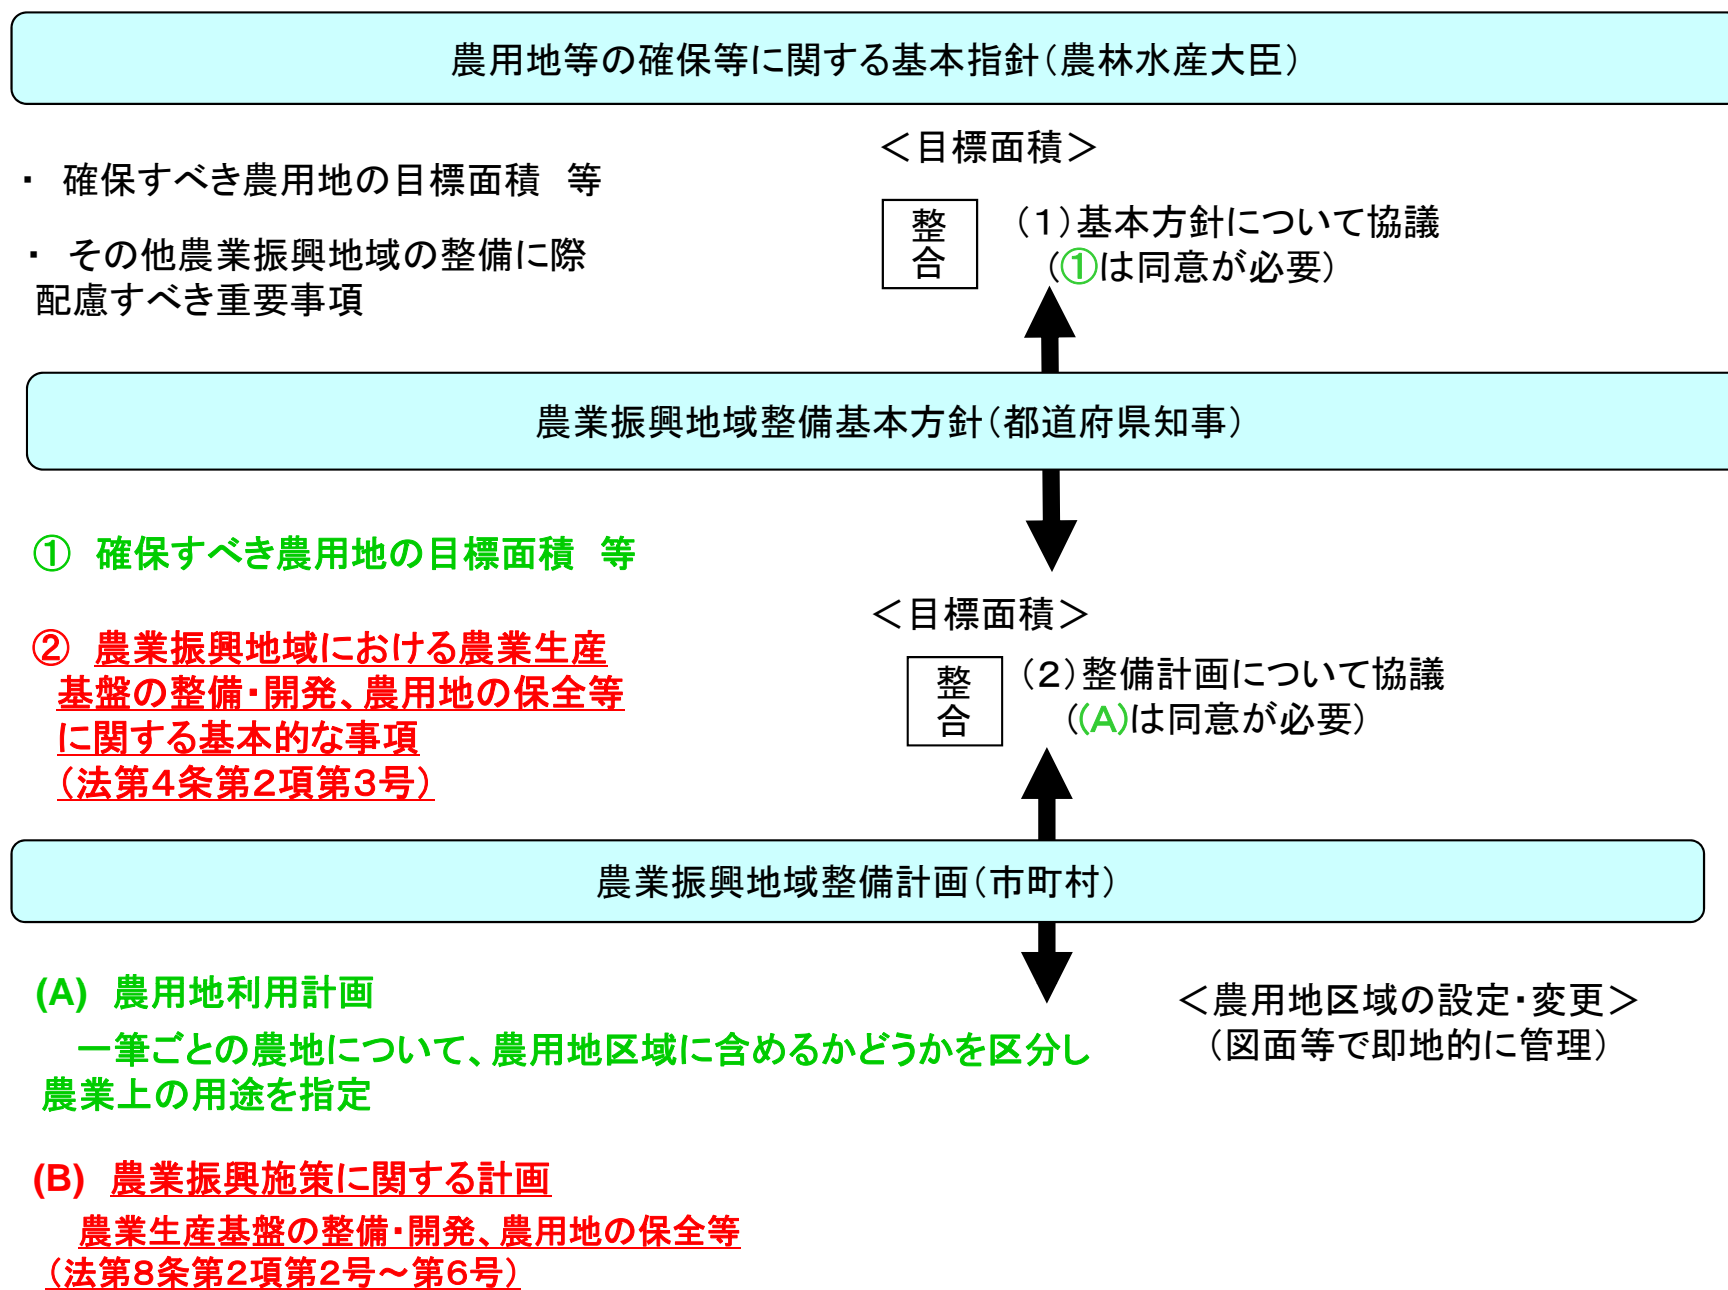 農用地等の確保等に関する基本指針（農林水産大臣）
・ 確保すべき農用地の目標面積　等
・ その他農業振興地域の整備に際
配慮すべき重要事項
＜目標面積＞
整
合
（１）基本方針について協議
（①は同意が必要）
農業振興地域整備基本方針（都道府県知事）
①　確保すべき農用地の目標面積　等
②　農業振興地域における農業生産
基盤の整備・開発、農用地の保全等
に関する基本的な事項
（法第４条第２項第３号）
＜目標面積＞
整
合
（２）整備計画について協議
（(A)は同意が必要）
農業振興地域整備計画（市町村）
(A)　農用地利用計画
一筆ごとの農地について、農用地区域に含めるかどうかを区分し
農業上の用途を指定
＜農用地区域の設定・変更＞
（図面等で即地的に管理）
(B)　農業振興施策に関する計画
農業生産基盤の整備・開発、農用地の保全等
（法第８条第２項第２号～第６号）